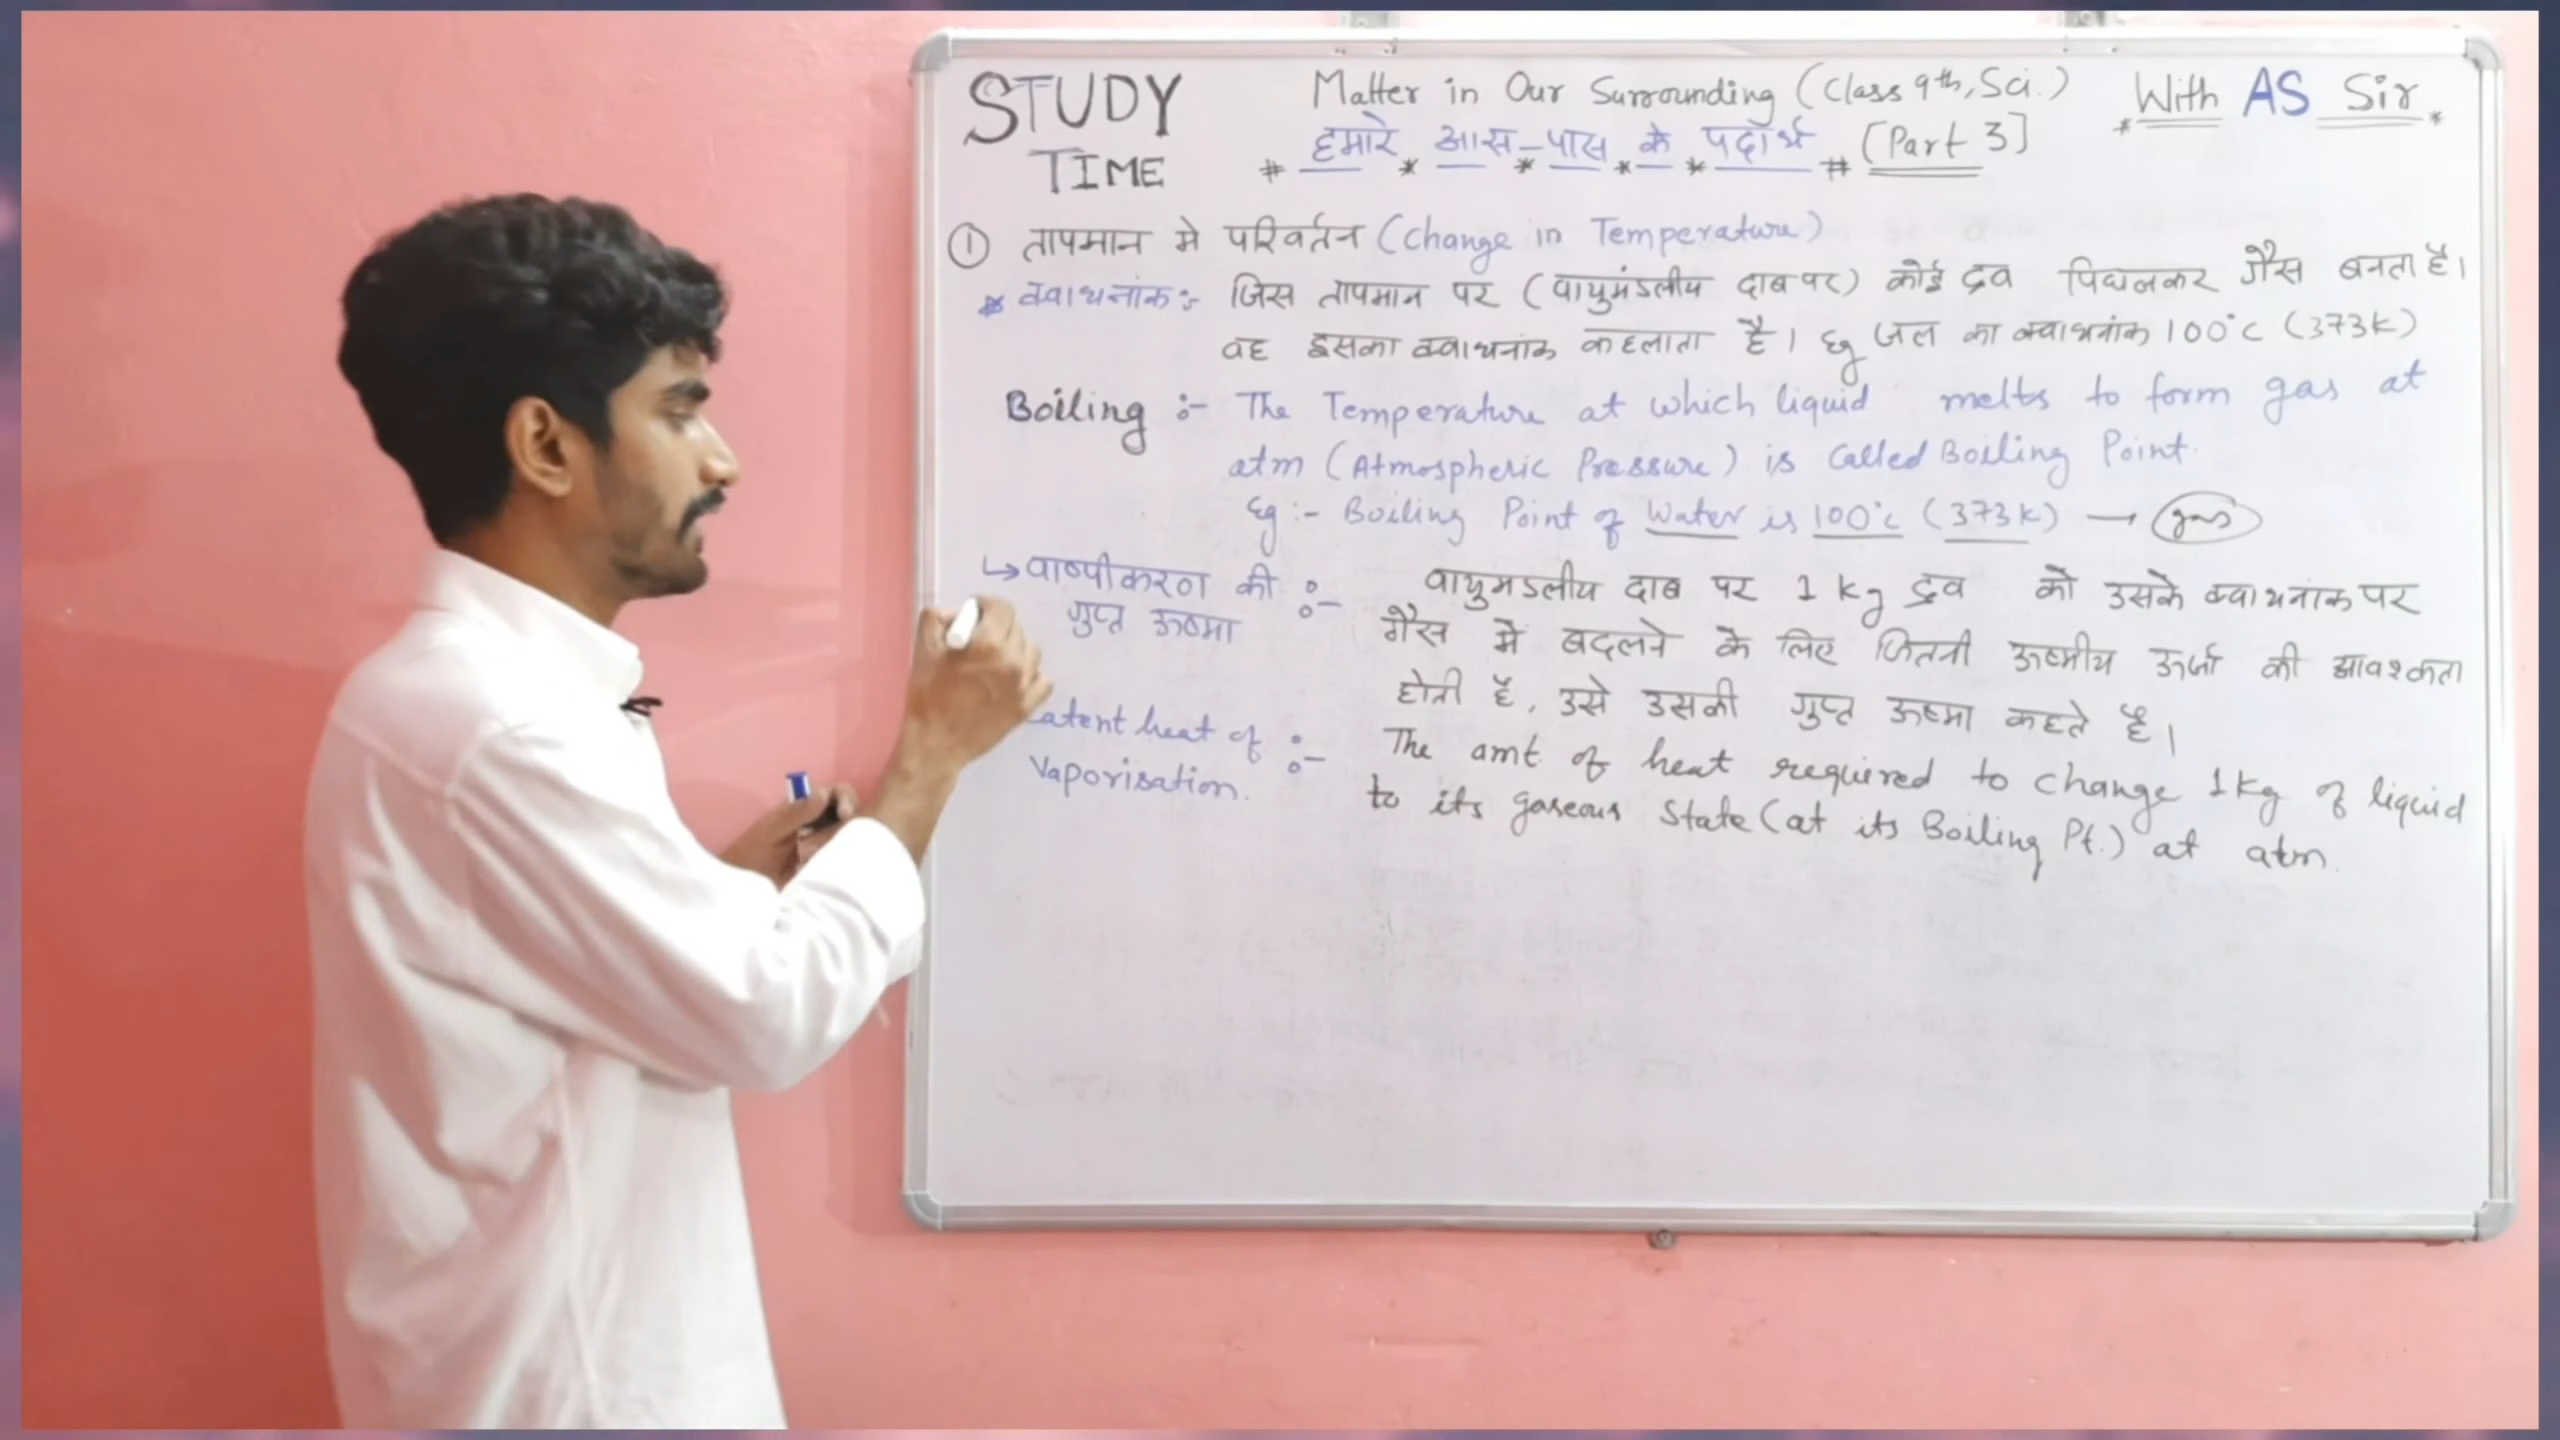 STUDY
TIME
Matter in Our Surrounding (Class 9th, Sci.)
With AS Sir
# हमारे * आस-पास * के * पदार्थ # [Part 3]
① तापमान मे परिवर्तन (Change in Temperature)
* क्वाथनांक :- जिस तापमान पर (वायुमंडलीय दाब पर) कोई द्रव पिघलकर गैस बनता है।
वह इसका क्वाथनांक कहलाता है। Eg जल का क्वाथनांक 100°C (373K)
Boiling :- The Temperature at which liquid melts to form gas at
atm (Atmospheric Pressure) is Called Boiling Point.
Eg :- Boiling Point of Water is 100°C (373K) → gas
↳ वाष्पीकरण की गुप्त ऊष्मा :- वायुमंडलीय दाब पर 1 kg द्रव को उसके क्वाथनांक पर
गैस में बदलने के लिए जितनी ऊष्मीय ऊर्जा की आवश्कता
होती है, उसे उसकी गुप्त ऊष्मा कहते है।
Latent heat of Vaporisation. :- The amt of heat required to change 1kg of liquid
to its gaseous State (at its Boiling Pt.) at atm.